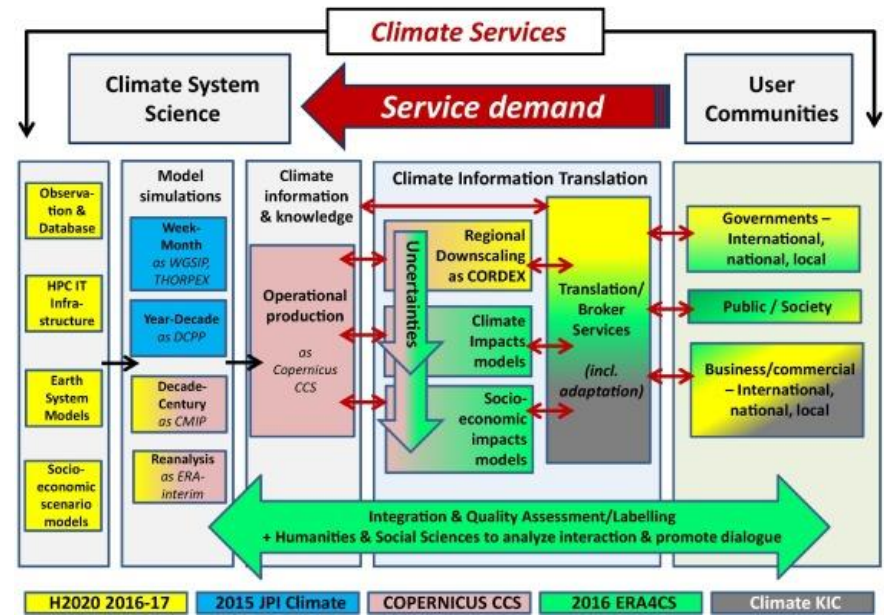 Climate Services
Climate System
Science
Service demand
User
Communities
Observa-
tion &
Database
HPC IT
Infra-
structure
Earth
System
Models
Socio-
economic
scenario
models
Model
simulations
Week-
Month
as WGSIP,
THORPEX
Year-Decade
as DCPP
Decade-
Century
as CMIP
Reanalysis
as ERA-
interim
Climate
information
& knowledge
Operational
production
as
Copernicus
CCS
Climate Information Translation
Uncertainties
Regional
Downscaling
as CORDEX
Climate
Impacts
models
Socio-
economic
impacts
models
Translation/
Broker
Services
(incl.
adaptation)
Governments –
International,
national, local
Public / Society
Business/commercial
– International,
national, local
Integration & Quality Assessment/Labelling
+ Humanities & Social Sciences to analyze interaction & promote dialogue
H2020 2016-17
2015 JPI Climate
COPERNICUS CCS
2016 ERA4CS
Climate KIC